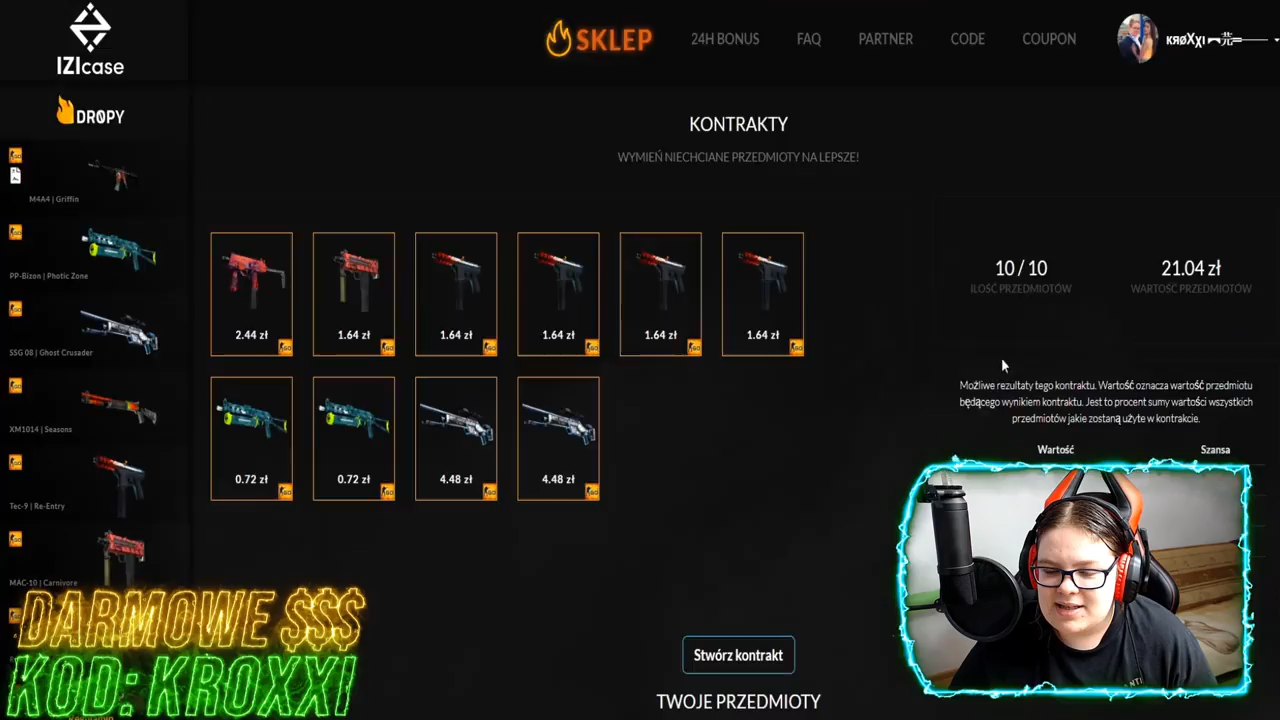 IZIcase
SKLEP
24H BONUS
FAQ
PARTNER
CODE
COUPON
KRØXXI
DROPY
KONTRAKTY
WYMIEŃ NIECHCIANE PRZEDMIOTY NA LEPSZE!
M4A4 | Griffin
PP-Bizon | Photic Zone
SSG 08 | Ghost Crusader
XM1014 | Seasons
Tec-9 | Re-Entry
MAC-10 | Carnivore
2.44 zł
1.64 zł
1.64 zł
1.64 zł
1.64 zł
1.64 zł
0.72 zł
0.72 zł
4.48 zł
4.48 zł
10 / 10
ILOŚĆ PRZEDMIOTÓW
21.04 zł
WARTOŚĆ PRZEDMIOTÓW
Możliwe rezultaty tego kontraktu. Wartość oznacza wartość przedmiotu
będącego wynikiem kontraktu. Jest to procent sumy wartości wszystkich
przedmiotów jakie zostaną użyte w kontrakcie.
Wartość
Szansa
DARMOWE $$$
KOD: KROXXI
Stwórz kontrakt
TWOJE PRZEDMIOTY